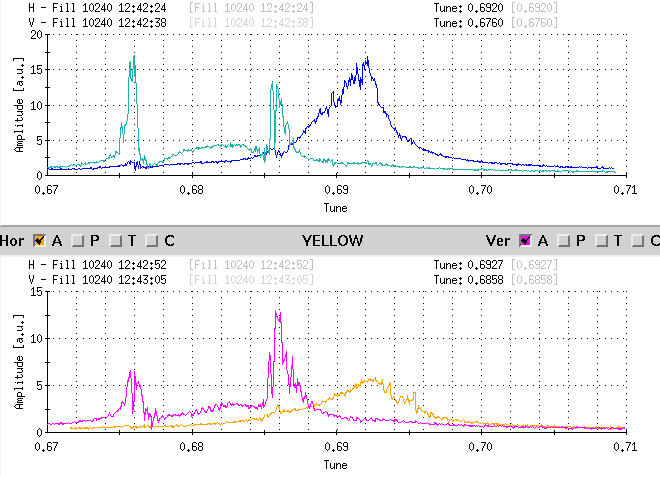 H - Fill 10240 12:42:24 [Fill 10240 12:42:24] Tune: 0.6920 [0.6920]
V - Fill 10240 12:42:38 [Fill 10240 12:42:38] Tune: 0.6760 [0.6760]
20
15
10
5
0
Amplitude [a.u.]
0.67 0.68 0.69 0.70 0.71
Tune
Hor A P T C YELLOW Ver A P T C
H - Fill 10240 12:42:52 [Fill 10240 12:42:52] Tune: 0.6927 [0.6927]
V - Fill 10240 12:43:05 [Fill 10240 12:43:05] Tune: 0.6858 [0.6858]
15
10
5
0
Amplitude [a.u.]
0.67 0.68 0.69 0.70 0.71
Tune